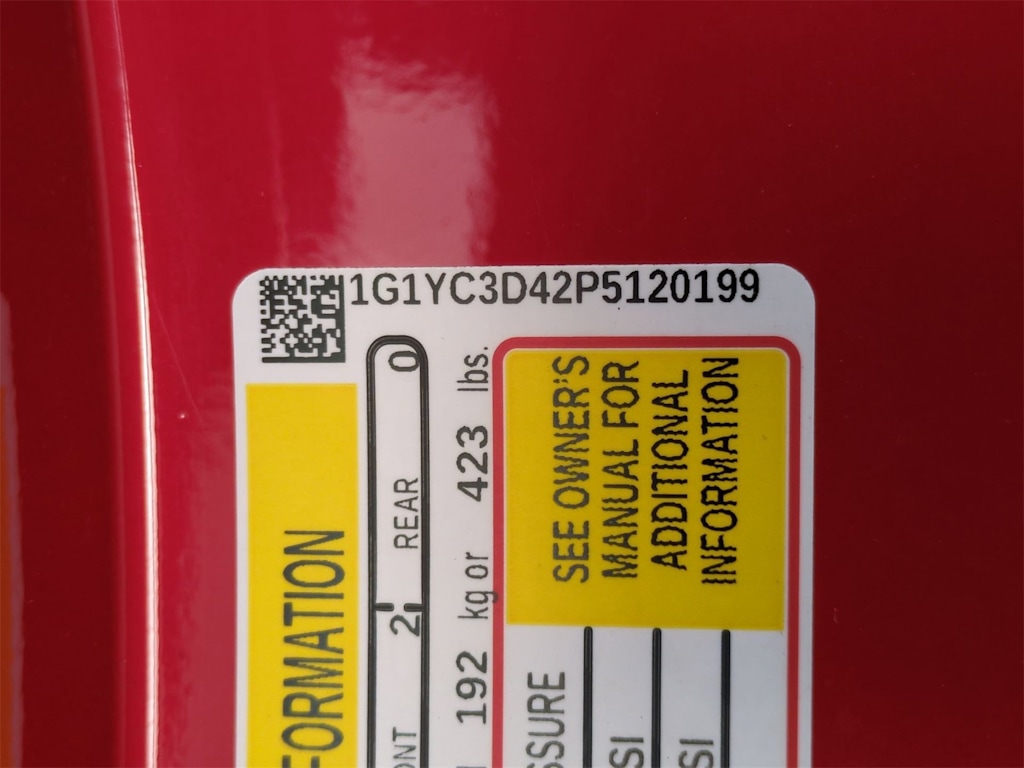 1G1YC3D42P5120199
FORMATION
ONT 2 REAR 0
192 kg or 423 lbs.
SSURE
SI
SI
SEE OWNER'S
MANUAL FOR
ADDITIONAL
INFORMATION